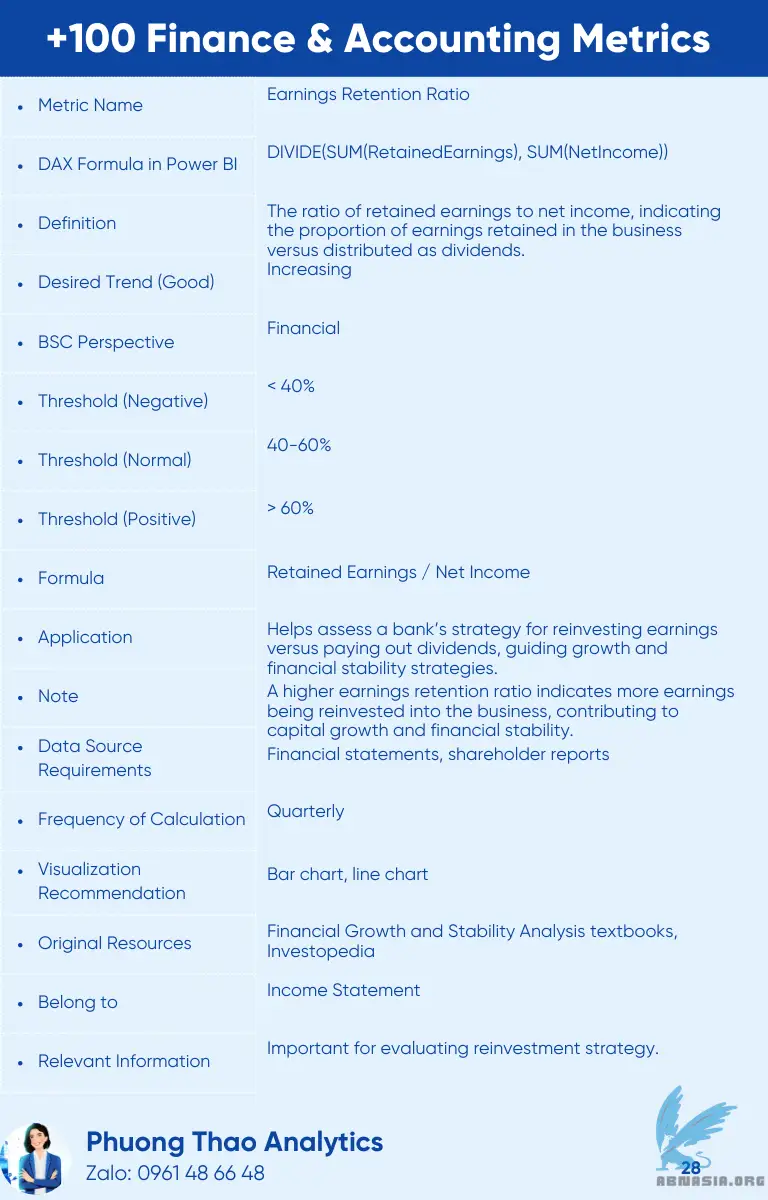 +100 Finance & Accounting Metrics
• Metric Name
Earnings Retention Ratio
• DAX Formula in Power BI
DIVIDE(SUM(RetainedEarnings), SUM(NetIncome))
• Definition
The ratio of retained earnings to net income, indicating
the proportion of earnings retained in the business
versus distributed as dividends.
• Desired Trend (Good)
Increasing
• BSC Perspective
Financial
• Threshold (Negative)
< 40%
• Threshold (Normal)
40-60%
• Threshold (Positive)
> 60%
• Formula
Retained Earnings / Net Income
• Application
Helps assess a bank’s strategy for reinvesting earnings
versus paying out dividends, guiding growth and
financial stability strategies.
• Note
A higher earnings retention ratio indicates more earnings
being reinvested into the business, contributing to
capital growth and financial stability.
• Data Source
Requirements
Financial statements, shareholder reports
• Frequency of Calculation
Quarterly
• Visualization
Recommendation
Bar chart, line chart
• Original Resources
Financial Growth and Stability Analysis textbooks,
Investopedia
• Belong to
Income Statement
• Relevant Information
Important for evaluating reinvestment strategy.
Phuong Thao Analytics
Zalo: 0961 48 66 48
28
ABNASIA.ORG